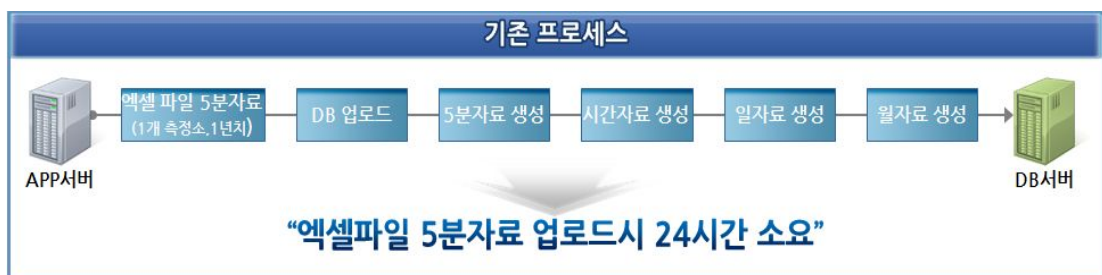 기존 프로세스
엑셀 파일 5분자료
(1개 측정소,1년치)
DB 업로드
5분자료 생성
시간자료 생성
일자료 생성
월자료 생성
APP서버
DB서버
“엑셀파일 5분자료 업로드시 24시간 소요”